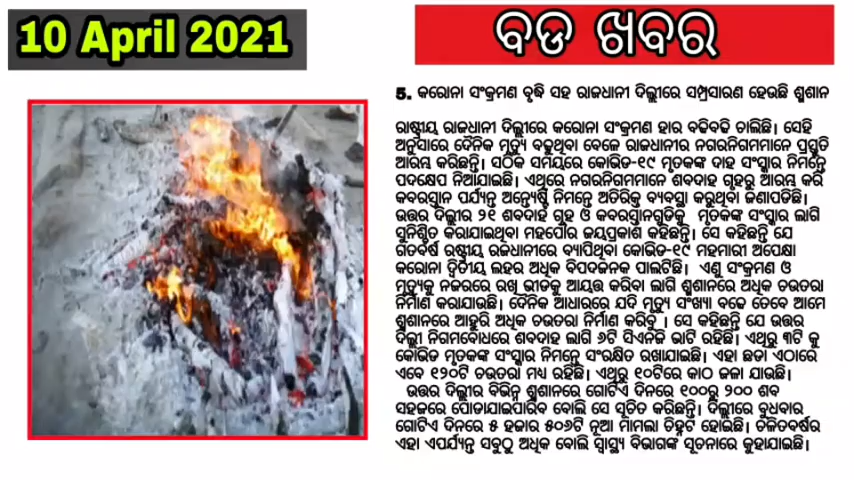 10 April 2021
ବଡ ଖବର
5. କରୋନା ସଂକ୍ରମଣ ବୃଦ୍ଧି ସହ ରାଜଧାନୀ ଦିଲ୍ଲୀରେ ସମ୍ପ୍ରସାରଣ ହେଉଛି ଶ୍ମଶାନ
ରାଷ୍ଟ୍ରୀୟ ରାଜଧାନୀ ଦିଲ୍ଲୀରେ କରୋନା ସଂକ୍ରମଣ ହାର ବଢିବଢି ଚାଲିଛି। ସେହି
ଅନୁସାରେ ଦୈନିକ ମୃତ୍ୟୁ ବଢୁଥିବା ବେଳେ ରାଜଧାନୀର ନଗରନିଗମମାନେ ପ୍ରସ୍ତୁତି
ଆରମ୍ଭ କରିଛନ୍ତି। ସଠିକ ସମୟରେ କୋଭିଡ-୧୯ ମୃତକଙ୍କ ଦାହ ସଂସ୍କାର ନିମନ୍ତେ
ପଦକ୍ଷେପ ନିଆଯାଇଛି। ଏଥିରେ ନଗରନିଗମମାନେ ଶବଦାହ ଗୃହରୁ ଆରମ୍ଭ କରି
କବରସ୍ଥାନ ପର୍ଯ୍ୟନ୍ତ ଅନ୍ତ୍ୟେଷ୍ଟି ନିମନ୍ତେ ଅତିରିକ୍ତ ବ୍ୟବସ୍ଥା କରୁଥିବା ଜଣାପଡିଛି।
ଉତ୍ତର ଦିଲ୍ଲୀର ୨୧ ଶବଦାହ ଗୃହ ଓ କବରସ୍ଥାନଗୁଡିକୁ ମୃତକଙ୍କ ସଂସ୍କାର ଲାଗି
ସୁନିଶ୍ଚିତ କରାଯାଇଥିବା ମହପୌର ଜୟପ୍ରକାଶ କହିଛନ୍ତି। ସେ କହିଛନ୍ତି ଯେ
ଗତବର୍ଷ ରଷ୍ଟ୍ରୀୟ ରଜଧାନୀରେ ବ୍ୟାପିଥିବା କୋଭିଡ-୧୯ ମହମାରୀ ଅପେକ୍ଷା
କରୋନା ଦ୍ୱିତୀୟ ଲହର ଅଧିକ ବିପଦଜନକ ପାଲଟିଛି। ଏଣୁ ସଂକ୍ରମଣ ଓ
ମୃତ୍ୟୁକୁ ନଜରରେ ରଖି ଭୀଡକୁ ଆୟତ୍ତ କରିବା ଲାଗି ଶ୍ମଶାନରେ ଅଧିକ ଚଉତରା
ନିର୍ମାଣ କରାଯାଉଛି। ଦୈନିକ ଆଧାରରେ ଯଦି ମୃତ୍ୟୁ ସଂଖ୍ୟା ବଢେ ତେବେ ଆମେ
ଶ୍ମଶାନରେ ଆହୁରି ଅଧିକ ଚଉତରା ନିର୍ମାଣ କରିବୁ । ସେ କହିଛନ୍ତି ଯେ ଉତ୍ତର
ଦିଲ୍ଲୀ ନିଗମବୋଧରେ ଶବଦାହ ଲାଗି ୬ଟି ସିଏନଜି ଭାଟି ରହିଛି। ଏଥିରୁ ୩ଟି କୁ
କୋଭିଡ ମୃତକଙ୍କ ସଂସ୍କାର ନିମନ୍ତେ ସଂରକ୍ଷିତ ରଖାଯାଇଛି। ଏହା ଛଡା ଏଠାରେ
ଏବେ ୧୨୦ଟି ଚଉତରା ମଧ୍ୟ ରହିଛି। ଏଥିରୁ ୧୦ଟିରେ କାଠ ଜଳା ଯାଉଛି।
ଉତ୍ତର ଦିଲ୍ଲୀର ବିଭିନ୍ନ ଶ୍ମଶାନରେ ଗୋଟିଏ ଦିନରେ ୧୦୦ରୁ ୨୦୦ ଶବ
ସହଜରେ ପୋଡାଯାଇପାରିବ ବୋଲି ସେ ସୂଚିତ କରିଛନ୍ତି। ଦିଲ୍ଲୀରେ ବୁଧବାର
ଗୋଟିଏ ଦିନରେ ୫ ହଜାର ୫୦୬ଟି ନୂଆ ମାମଲା ଚିହ୍ନଟ ହୋଇଛି। ଚଳିତବର୍ଷର
ଏହା ଏପର୍ଯ୍ୟନ୍ତ ସବୁଠୁ ଅଧିକ ବୋଲି ସ୍ୱାସ୍ଥ୍ୟ ବିଭାଗଙ୍କ ସୂଚନାରେ କୁହାଯାଇଛି।